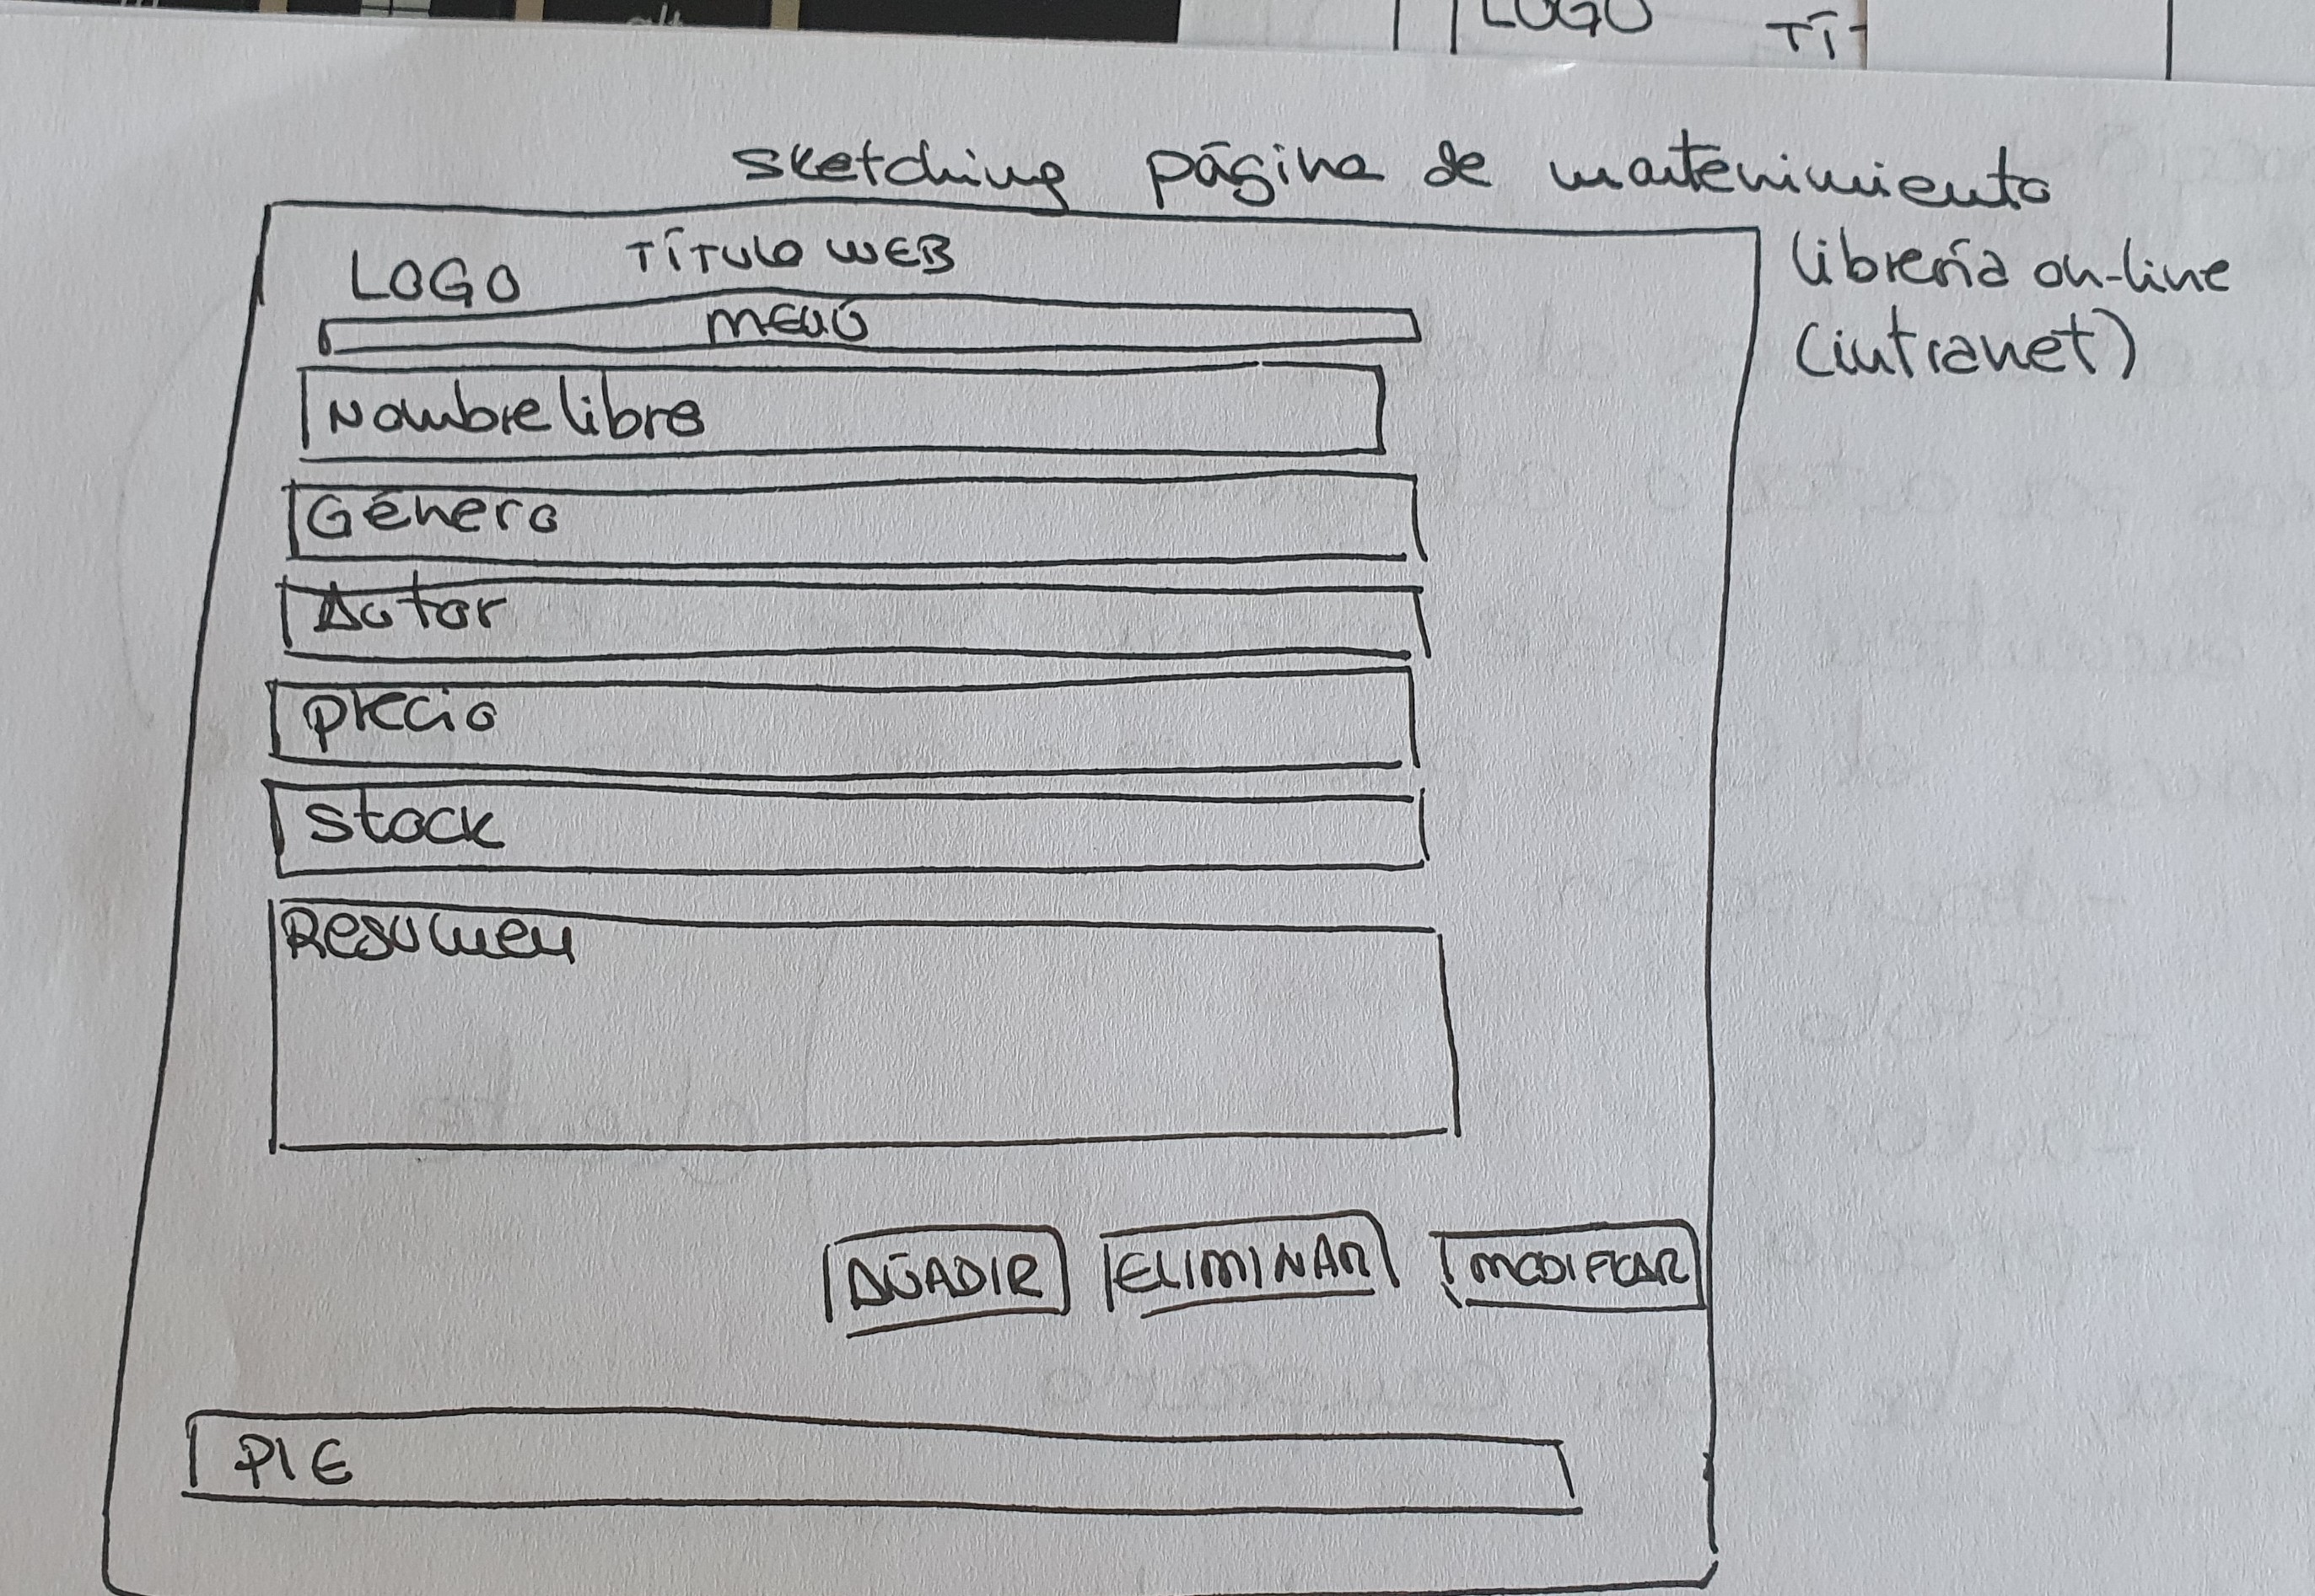 LOGO TÍT
sketching página de mantenimiento
librería on-line
(intranet)
LOGO TÍTULO WEB
MENÚ
Nombre libro
Género
Autor
precio
stock
Resumen
AÑADIR ELIMINAR MODIFICAR
PIE